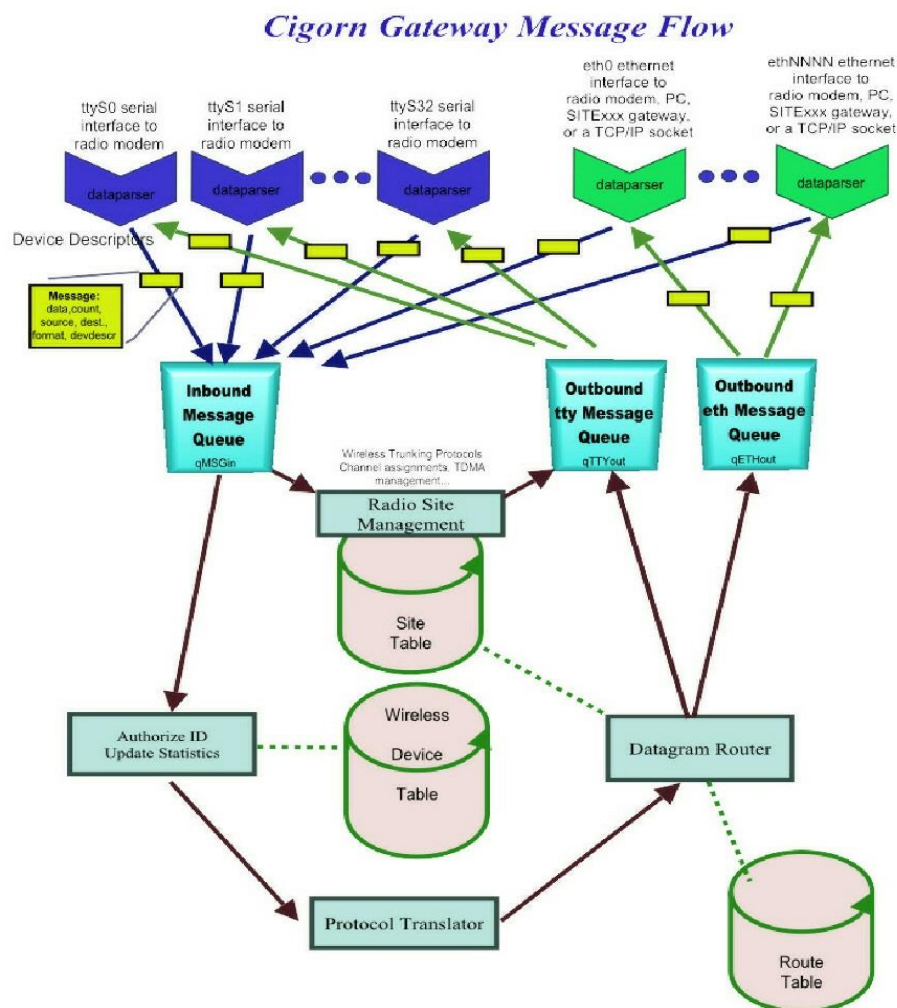 Cigorn Gateway Message Flow
ttyS0 serial
interface to
radio modem
ttyS1 serial
interface to
radio modem
ttyS32 serial
interface to
radio modem
eth0 ethernet
interface to
radio modem, PC,
SITExxx gateway,
or a TCP/IP socket
ethNNNN ethernet
interface to
radio modem, PC,
SITExxx gateway,
or a TCP/IP socket
dataparser
dataparser
dataparser
dataparser
dataparser
Device Descriptors
Message:
data,count,
source, dest.,
format, devdescr
Inbound
Message
Queue
qMSGin
Outbound
tty Message
Queue
qTTYout
Outbound
eth Message
Queue
qETHout
Wireless Trunking Protocols
Channel assignments, TDMA
management....
Radio Site
Management
Site
Table
Authorize ID
Update Statistics
Wireless
Device
Table
Datagram Router
Protocol Translator
Route
Table